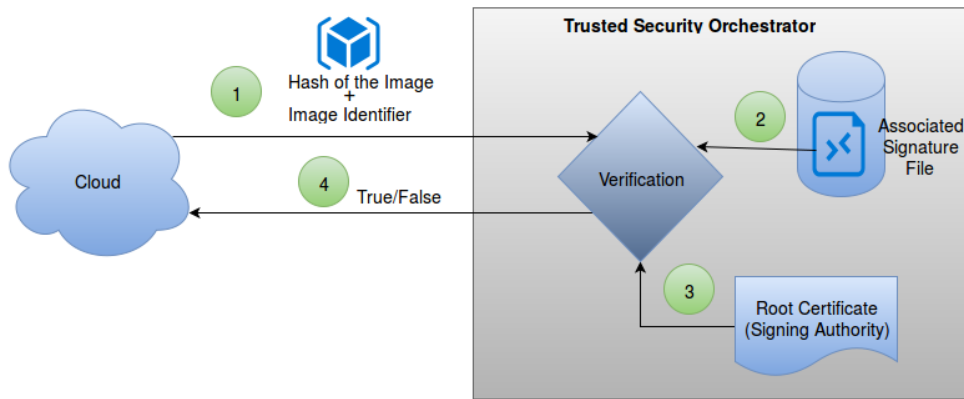 Trusted Security Orchestrator
1
Hash of the Image
+
Image Identifier
2
Associated
Signature
File
Cloud
4
True/False
Verification
3
Root Certificate
(Signing Authority)